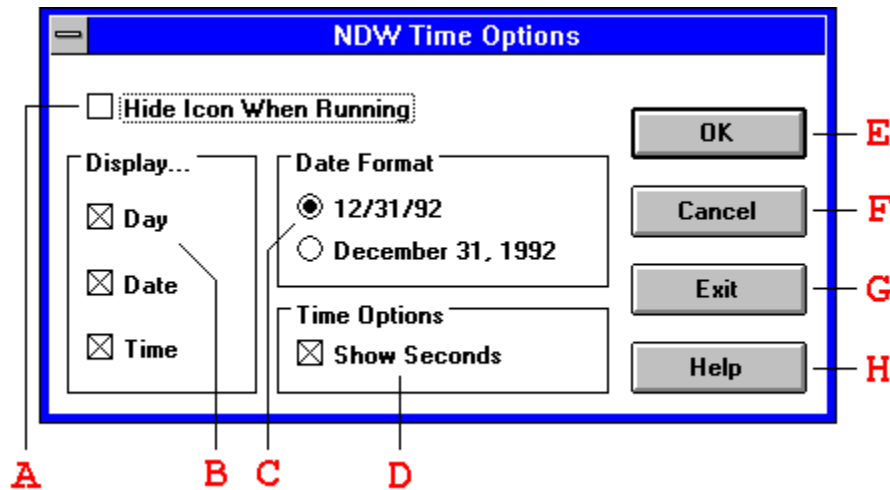 NDW Time Options
Hide Icon When Running
Display...
Day
Date
Time
Date Format
12/31/92
December 31, 1992
Time Options
Show Seconds
OK
Cancel
Exit
Help
E
F
G
H
A
B
C
D